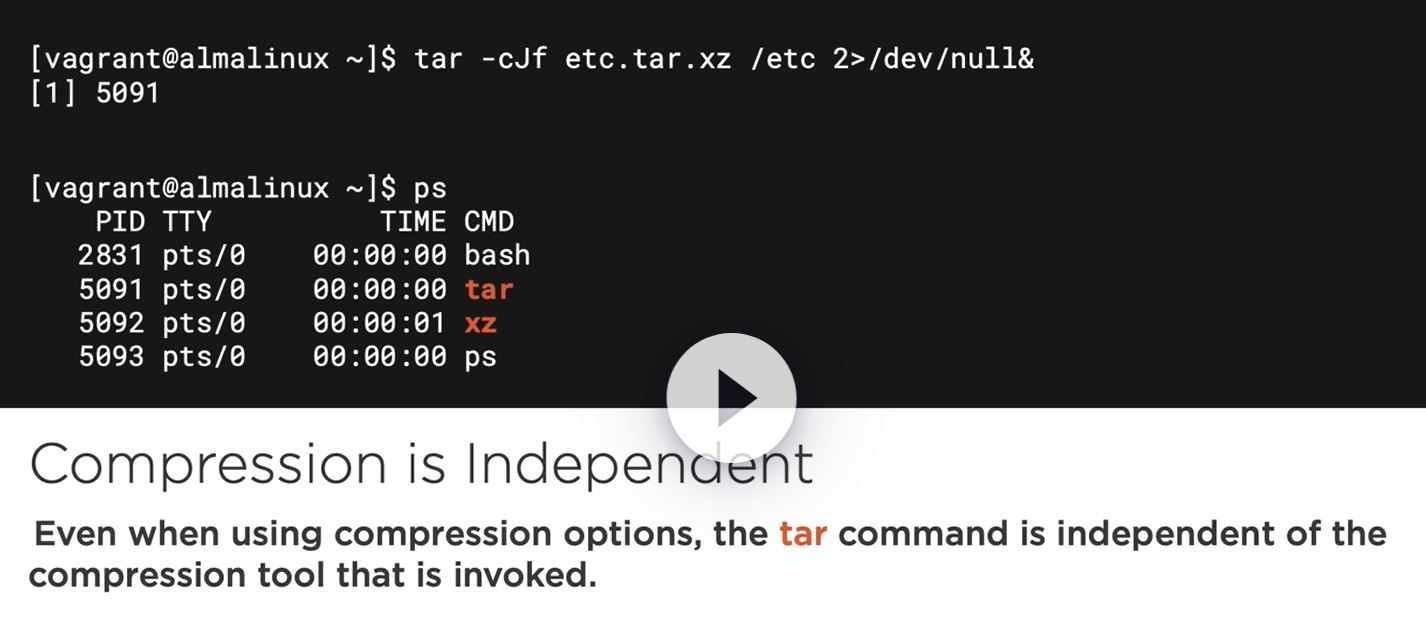 [vagrant@almalinux ~]$ tar -cJf etc.tar.xz /etc 2>/dev/null&
[1] 5091
[vagrant@almalinux ~]$ ps
    PID TTY          TIME CMD
   2831 pts/0    00:00:00 bash
   5091 pts/0    00:00:00 tar
   5092 pts/0    00:00:01 xz
   5093 pts/0    00:00:00 ps
Compression is Independent
Even when using compression options, the tar command is independent of the
compression tool that is invoked.